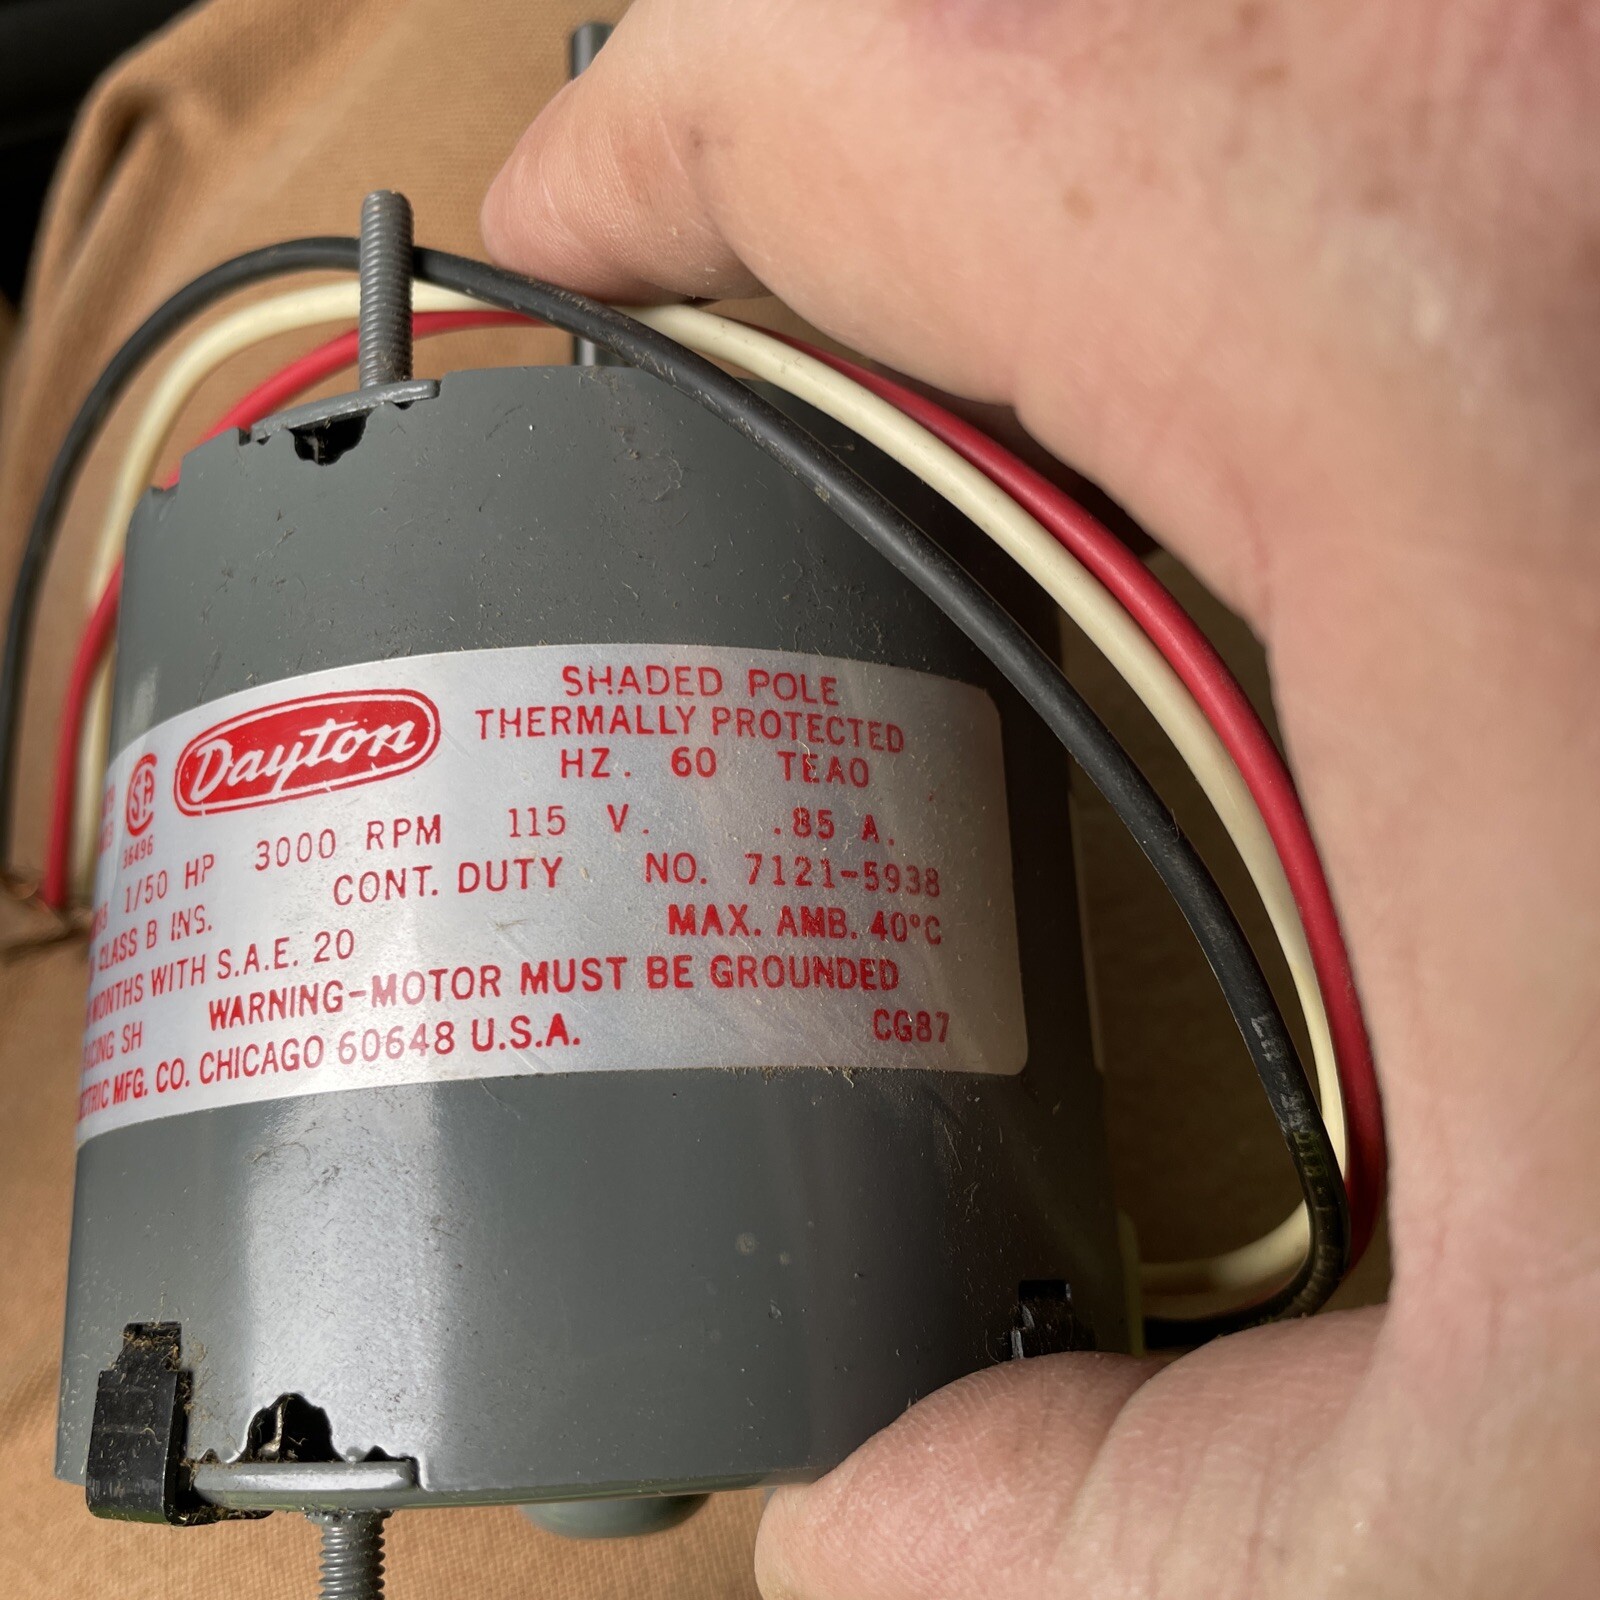 SHADED POLE
THERMALLY PROTECTED
Dayton
HZ. 60 TEAO
SA
36496
1/50 HP 3000 RPM 115 V. .85 A.
CONT. DUTY NO. 7121-5938
CLASS B INS.
MAX. AMB. 40°C
MONTHS WITH S.A.E. 20
WARNING-MOTOR MUST BE GROUNDED
SH
CG87
MFG. CO. CHICAGO 60648 U.S.A.